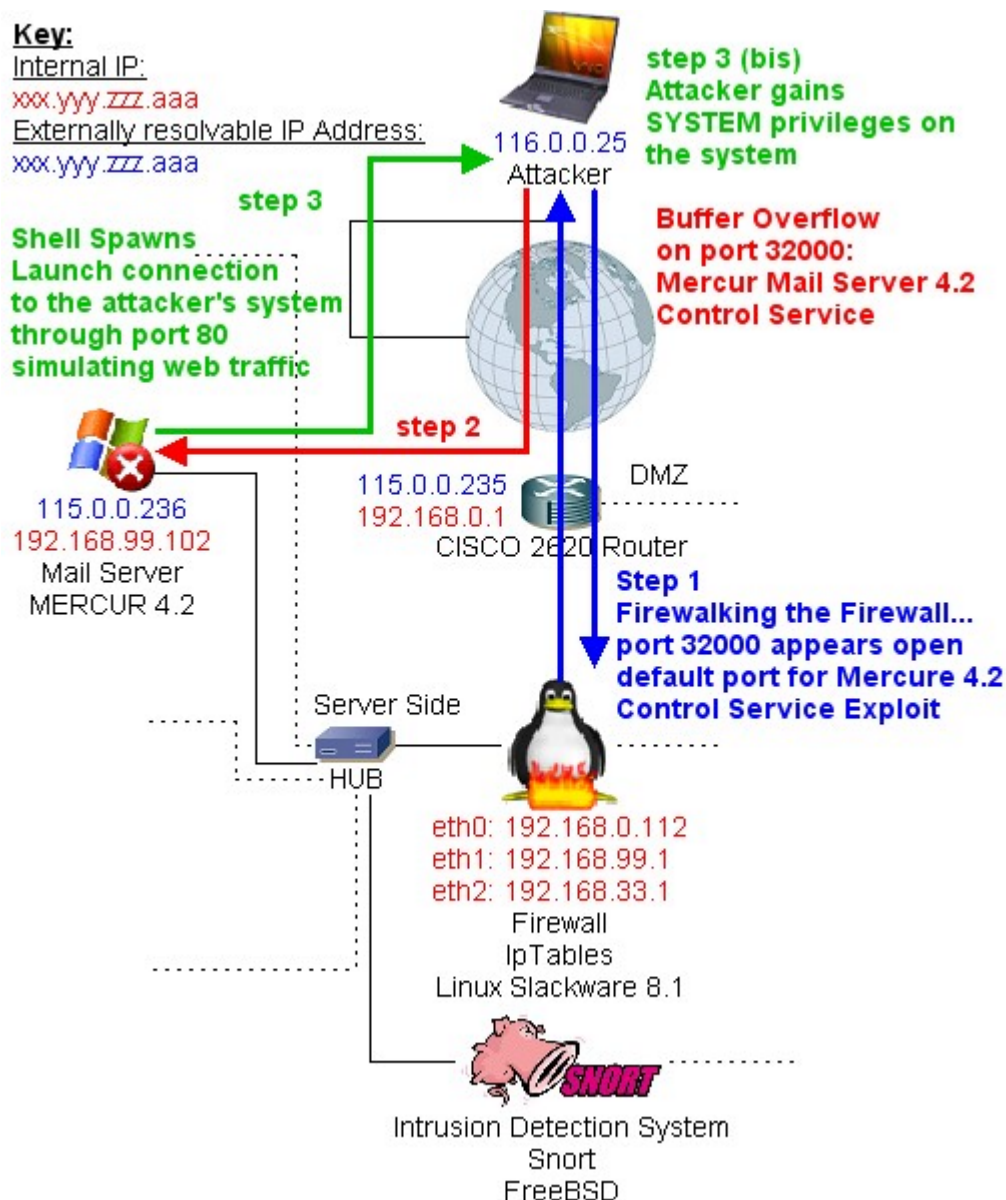 Key:
Internal IP:
xxx.yyy.zzz.aaa
Externally resolvable IP Address:
xxx.yyy.zzz.aaa
116.0.0.25
Attacker
step 3 (bis)
Attacker gains
SYSTEM privileges on
the system
step 3
Shell Spawns
Launch connection
to the attacker's system
through port 80
simulating web traffic
Buffer Overflow
on port 32000:
Mercur Mail Server 4.2
Control Service
step 2
115.0.0.236
192.168.99.102
Mail Server
MERCUR 4.2
115.0.0.235
192.168.0.1
CISCO 2620 Router
DMZ
Step 1
Firewalking the Firewall...
port 32000 appears open
default port for Mercure 4.2
Control Service Exploit
Server Side
HUB
eth0: 192.168.0.112
eth1: 192.168.99.1
eth2: 192.168.33.1
Firewall
IpTables
Linux Slackware 8.1
SNORT
Intrusion Detection System
Snort
FreeBSD